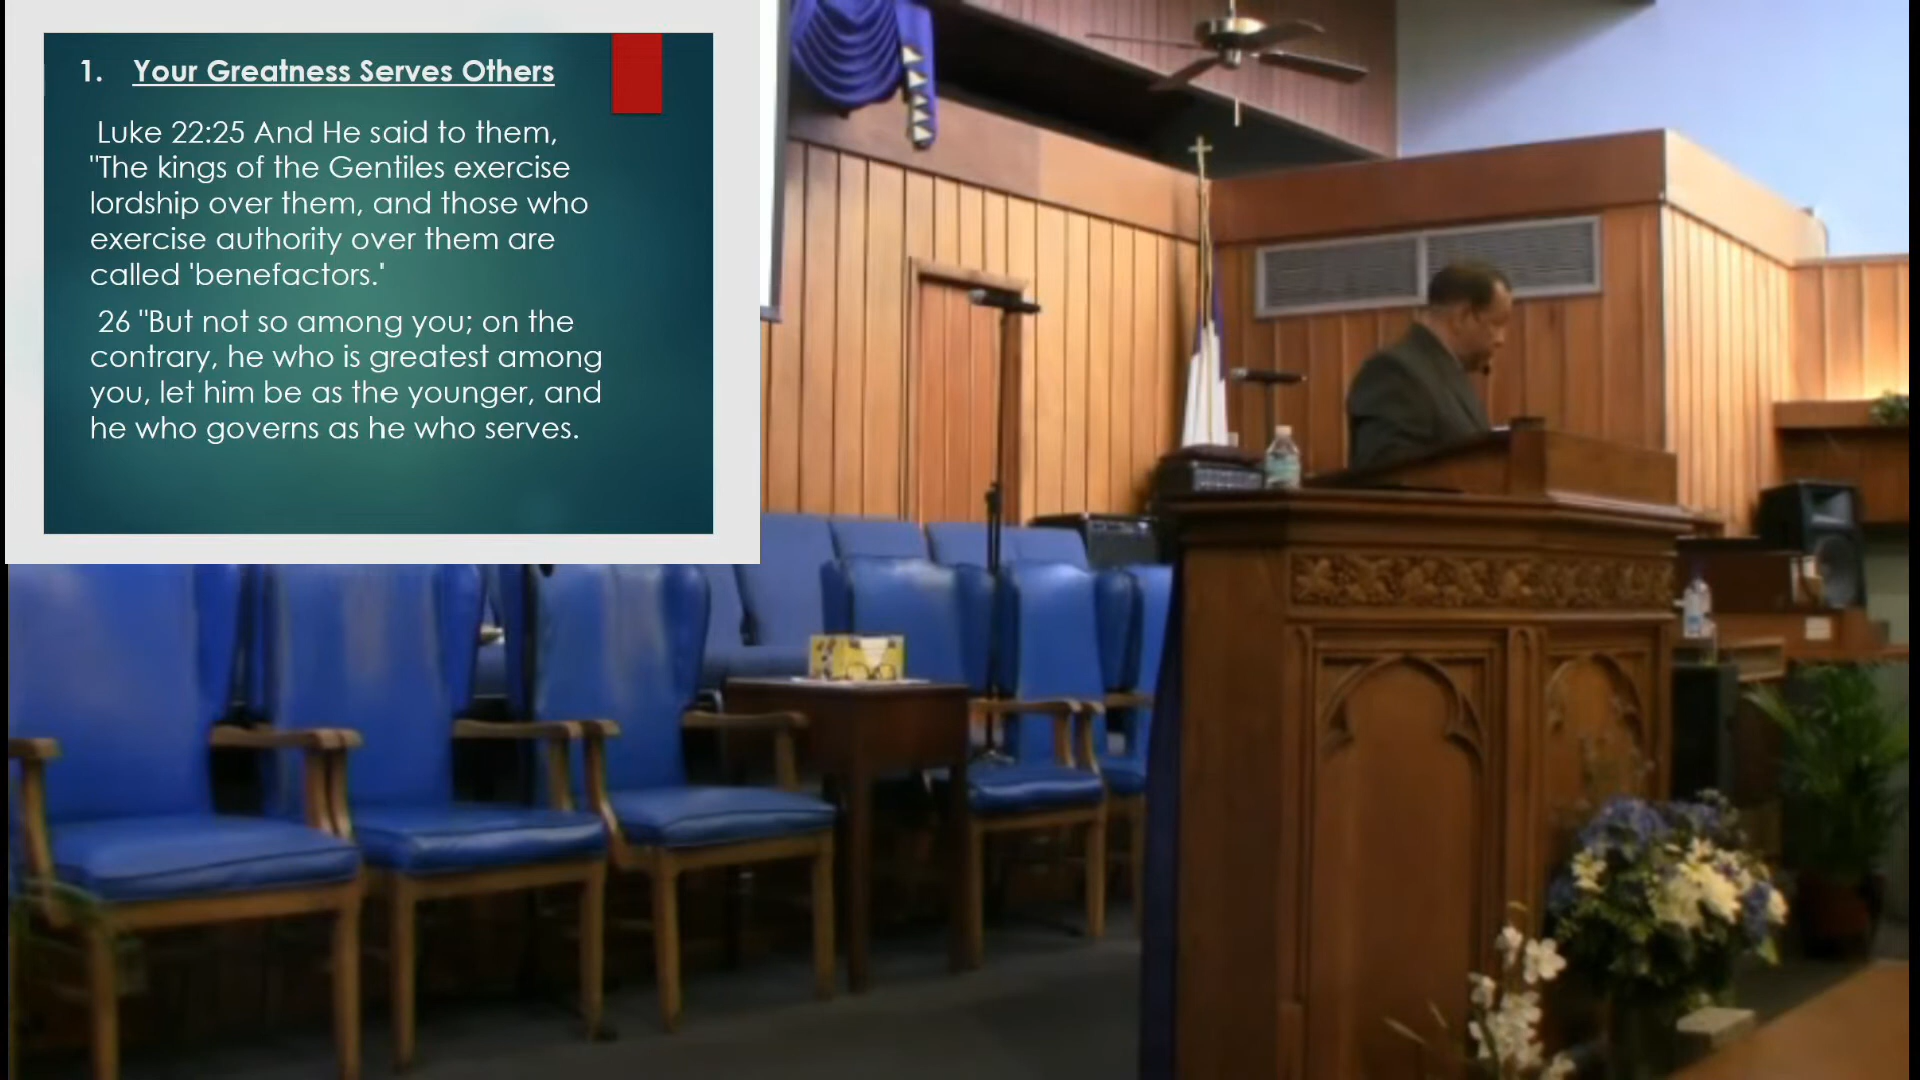 1. Your Greatness Serves Others
Luke 22:25 And He said to them,
"The kings of the Gentiles exercise
lordship over them, and those who
exercise authority over them are
called 'benefactors.'
26 "But not so among you; on the
contrary, he who is greatest among
you, let him be as the younger, and
he who governs as he who serves.